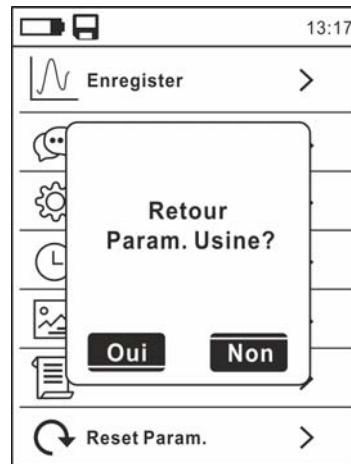 13:17
Enregister
Retour
Param. Usine?
Oui
Non
Reset Param.